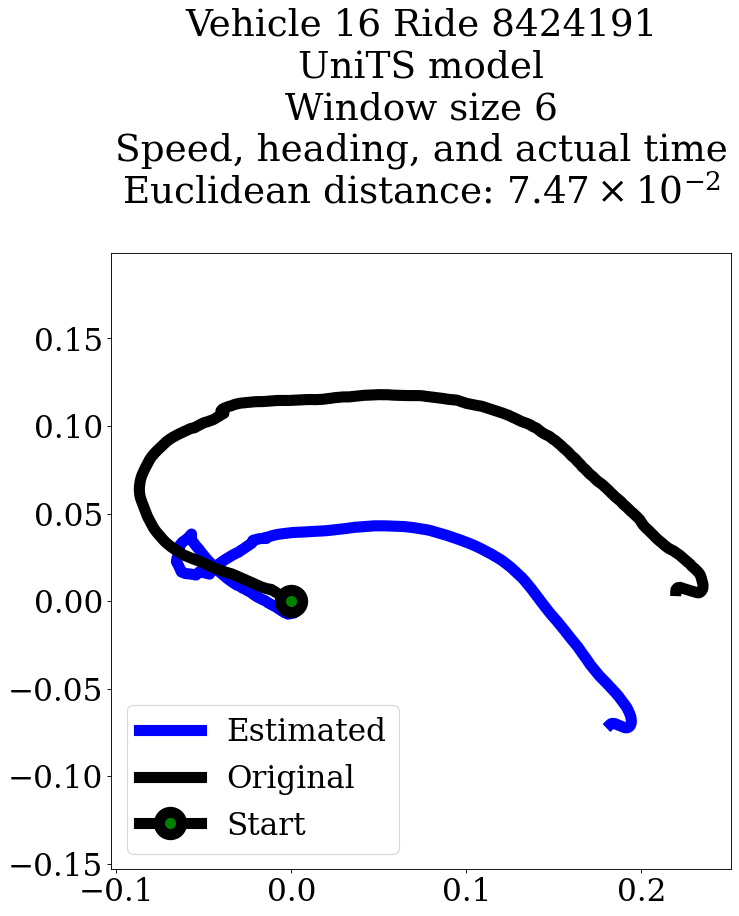 Vehicle 16 Ride 8424191
UniTS model
Window size 6
Speed, heading, and actual time
Euclidean distance: 7.47 × 10⁻²
0.15
0.10
0.05
0.00
−0.05
−0.10
−0.15
Estimated
Original
Start
−0.1
0.0
0.1
0.2